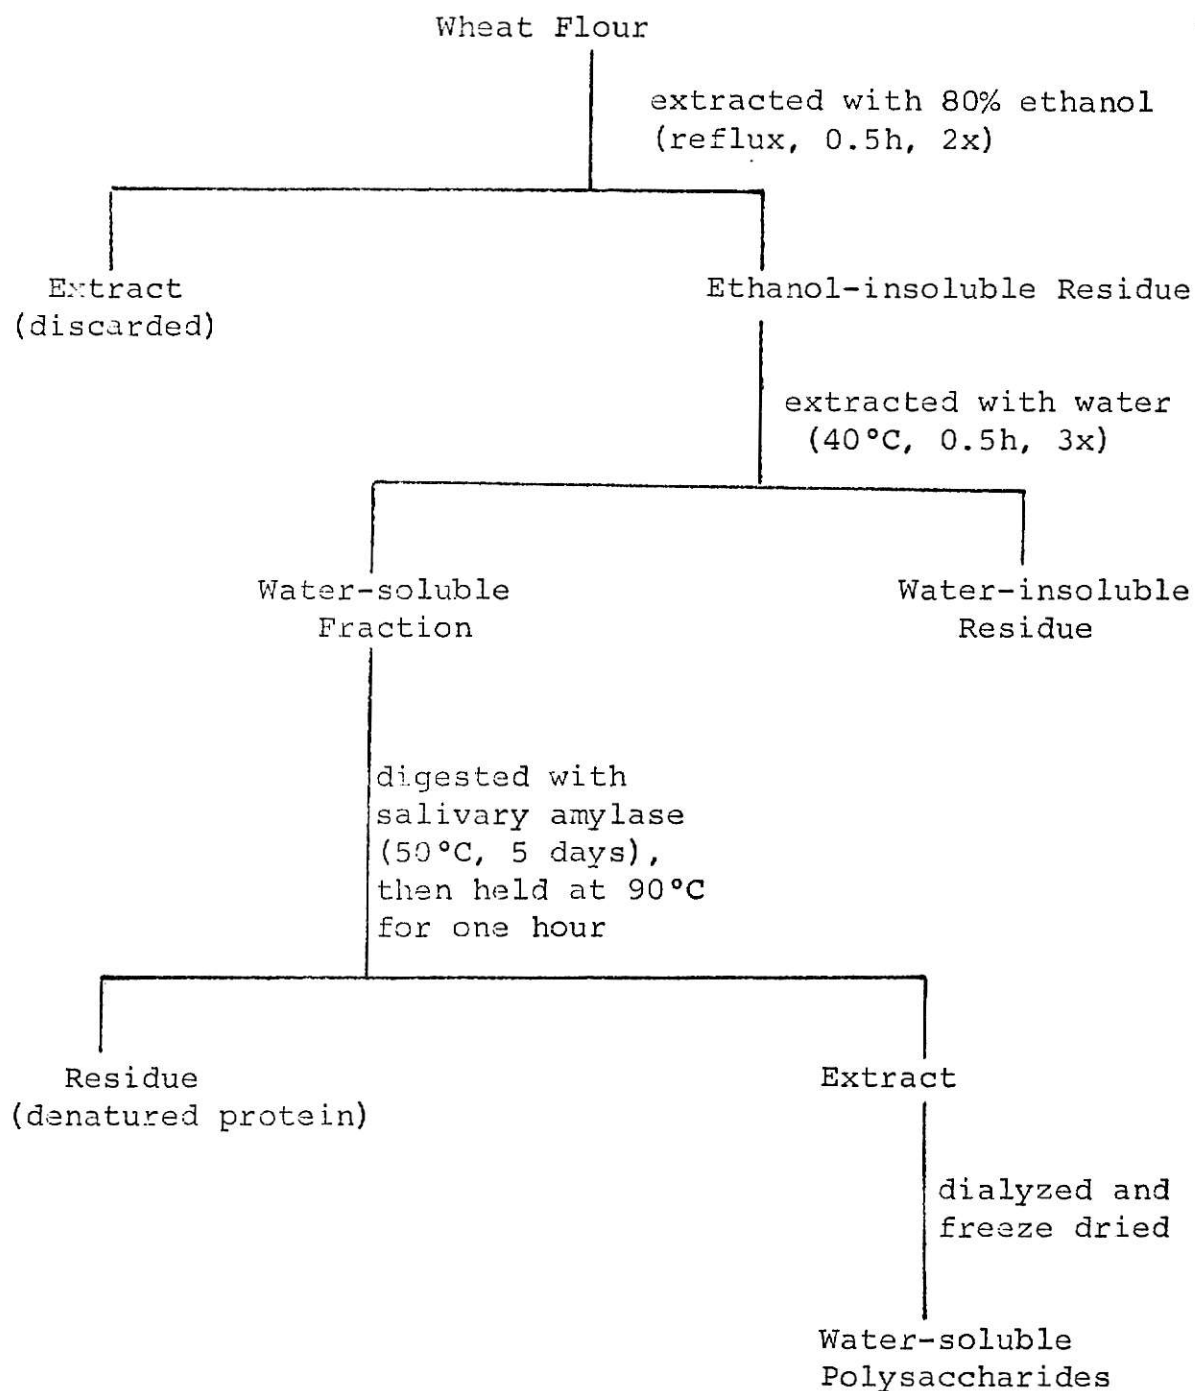 Wheat Flour
extracted with 80% ethanol
(reflux, 0.5h, 2x)
Extract
(discarded)
Ethanol-insoluble Residue
extracted with water
(40°C, 0.5h, 3x)
Water-soluble
Fraction
Water-insoluble
Residue
digested with
salivary amylase
(50°C, 5 days),
then held at 90°C
for one hour
Residue
(denatured protein)
Extract
dialyzed and
freeze dried
Water-soluble
Polysaccharides